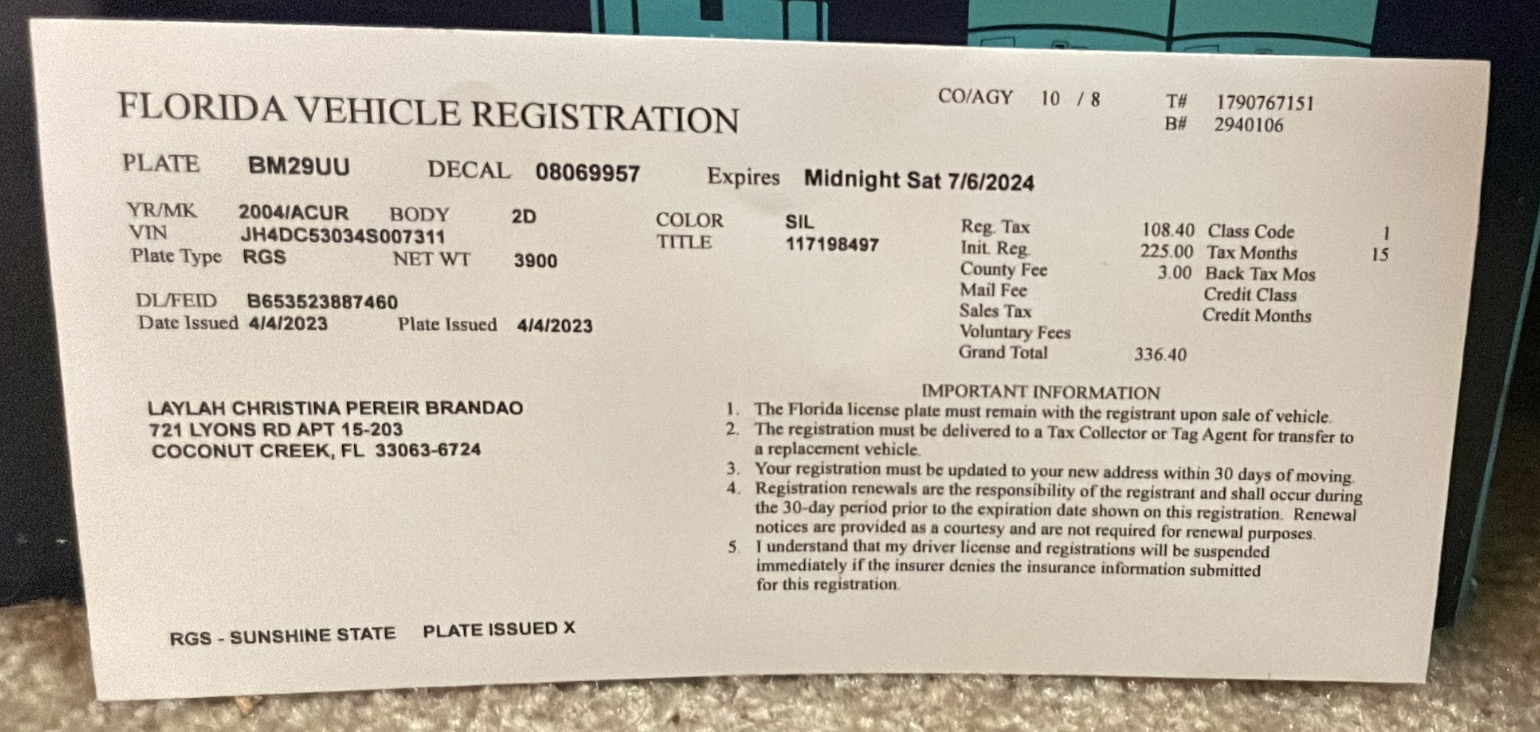 FLORIDA VEHICLE REGISTRATION CO/AGY 10 / 8 T# 1790767151
B# 2940106
PLATE BM29UU DECAL 08069957 Expires Midnight Sat 7/6/2024
YR/MK 2004/ACUR BODY 2D COLOR SIL Reg. Tax 108.40 Class Code 1
VIN JH4DC53034S007311 TITLE 117198497 Init. Reg. 225.00 Tax Months 15
Plate Type RGS NET WT 3900 County Fee 3.00 Back Tax Mos
Mail Fee Credit Class
DL/FEID B653523887460 Sales Tax Credit Months
Date Issued 4/4/2023 Plate Issued 4/4/2023 Voluntary Fees
Grand Total 336.40
IMPORTANT INFORMATION
LAYLAH CHRISTINA PEREIR BRANDAO
721 LYONS RD APT 15-203
COCONUT CREEK, FL 33063-6724
1. The Florida license plate must remain with the registrant upon sale of vehicle.
2. The registration must be delivered to a Tax Collector or Tag Agent for transfer to
a replacement vehicle.
3. Your registration must be updated to your new address within 30 days of moving.
4. Registration renewals are the responsibility of the registrant and shall occur during
the 30-day period prior to the expiration date shown on this registration. Renewal
notices are provided as a courtesy and are not required for renewal purposes.
5. I understand that my driver license and registrations will be suspended
immediately if the insurer denies the insurance information submitted
for this registration.
RGS - SUNSHINE STATE PLATE ISSUED X